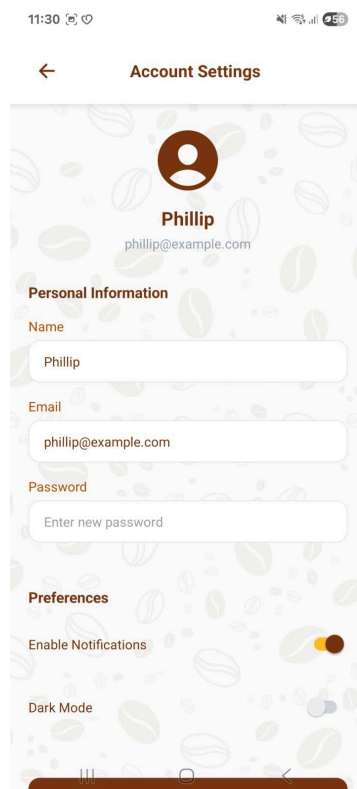 11:30
56
Account Settings
Phillip
phillip@example.com
Personal Information
Name
Phillip
Email
phillip@example.com
Password
Enter new password
Preferences
Enable Notifications
Dark Mode